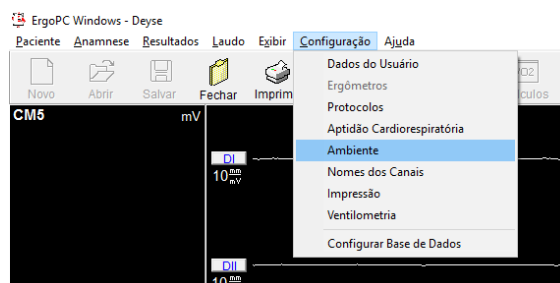 ErgoPC Windows - Deyse
Paciente Anamnese Resultados Laudo Exibir Configuração Ajuda
Novo Abrir Salvar Fechar
Dados do Usuário
Ergômetros
Protocolos
Aptidão Cardiorespiratória
Ambiente
Nomes dos Canais
Impressão
Ventilometria
Configurar Base de Dados
CM5 mV
DI
10 mm/mV
DII
10 mm